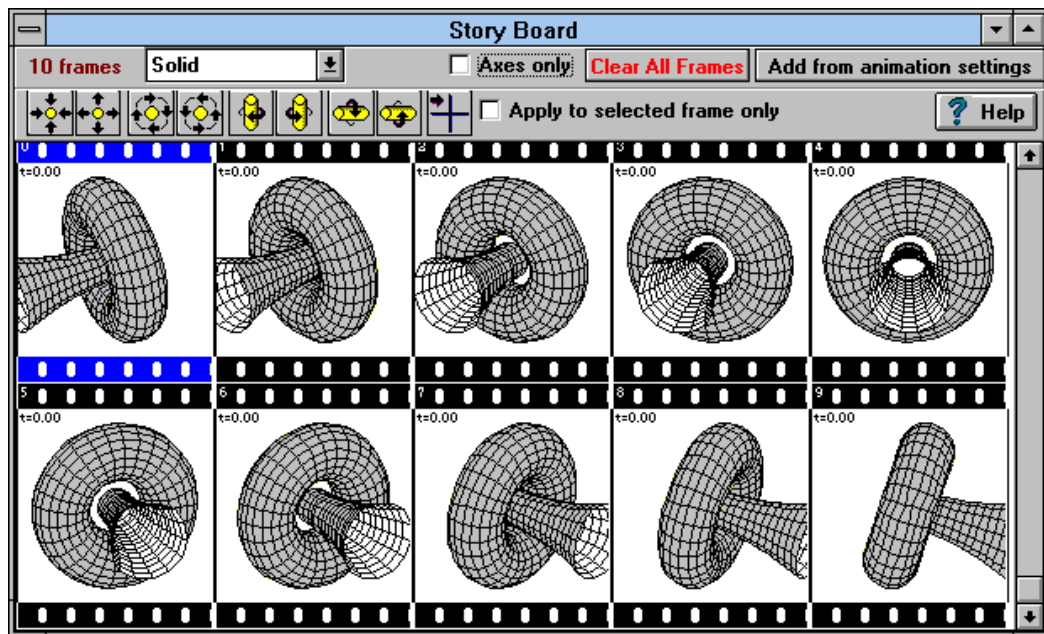 Story Board
10 frames Solid Axes only Clear All Frames Add from animation settings
Apply to selected frame only ? Help
0 1 2 3 4
t=0.00 t=0.00 t=0.00 t=0.00 t=0.00
5 6 7 8 9
t=0.00 t=0.00 t=0.00 t=0.00 t=0.00